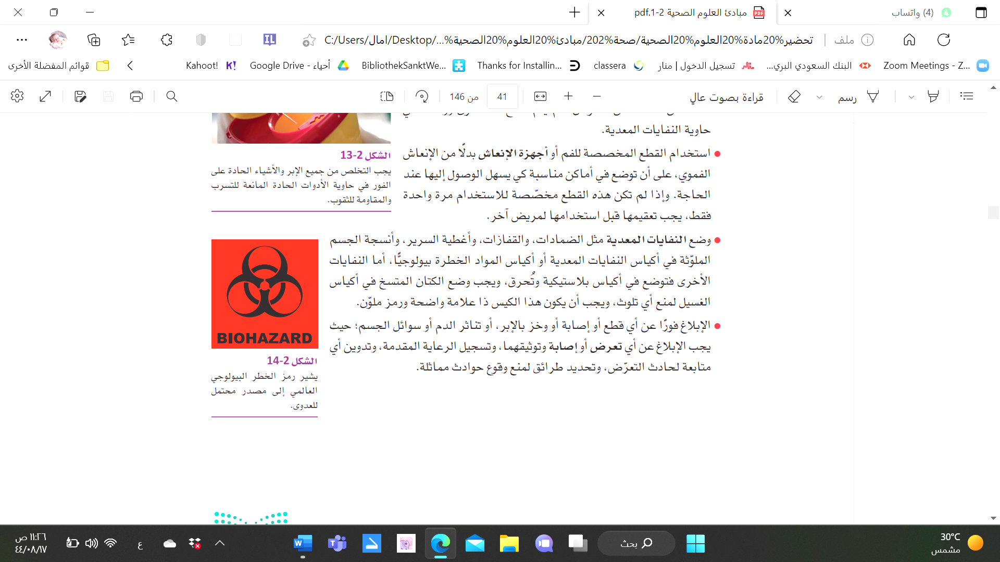 واتساب (4)
مبادئ العلوم الصحية 2-1.pdf
ملف
C:/Users/امال/Desktop/...%20تحضير%20مادة%20العلوم%20الصحية/صحة%202/مبادئ%20العلوم%20الصحية%
Zoom Meetings - Z...
البنك السعودي البري...
تسجيل الدخول | منار
classera
Thanks for Installin...
BibliothekSanktWe...
أحياء - Google Drive
Kahoot!
قوائم المفضلة الأخرى
رسم
قراءة بصوت عالٍ
41
من 146
حاوية النفايات المعدية.
استخدام القطع المخصصة للفم أو أجهزة الإنعاش بدلًا من الإنعاش
الفموي، على أن توضع في أماكن مناسبة كي يسهل الوصول إليها عند
الحاجة. وإذا لم تكن هذه القطع مخصّصة للاستخدام مرة واحدة
فقط، يجب تعقيمها قبل استخدامها لمريض آخر.
وضع النفايات المعدية مثل الضمادات، والقفازات، وأغطية السرير، وأنسجة الجسم
الملوّثة في أكياس النفايات المعدية أو أكياس المواد الخطرة بيولوجيًّا، أما النفايات
الأخرى فتوضع في أكياس بلاستيكية وتُحرق، ويجب وضع الكتان المتسخ في أكياس
الغسيل لمنع أي تلوث، ويجب أن يكون هذا الكيس ذا علامة واضحة ورمز ملوّن.
الإبلاغ فورًا عن أي قطع أو إصابة أو وخز بالإبر، أو تناثر الدم أو سوائل الجسم؛ حيث
يجب الإبلاغ عن أي تعرض أو إصابة وتوثيقهما، وتسجيل الرعاية المقدمة، وتدوين أي
متابعة لحادث التعرّض، وتحديد طرائق لمنع وقوع حوادث مماثلة.
الشكل 2-13
يجب التخلص من جميع الإبر والأشياء الحادة على
الفور في حاوية الأدوات الحادة المانعة للتسرب
والمقاومة للثقوب.
BIOHAZARD
الشكل 2-14
يشير رمز الخطر البيولوجي
العالمي إلى مصدر محتمل
للعدوى.
30°C
مشمس
بحث
ع
١١:٢٦ ص
٤٤/٠٨/١٧